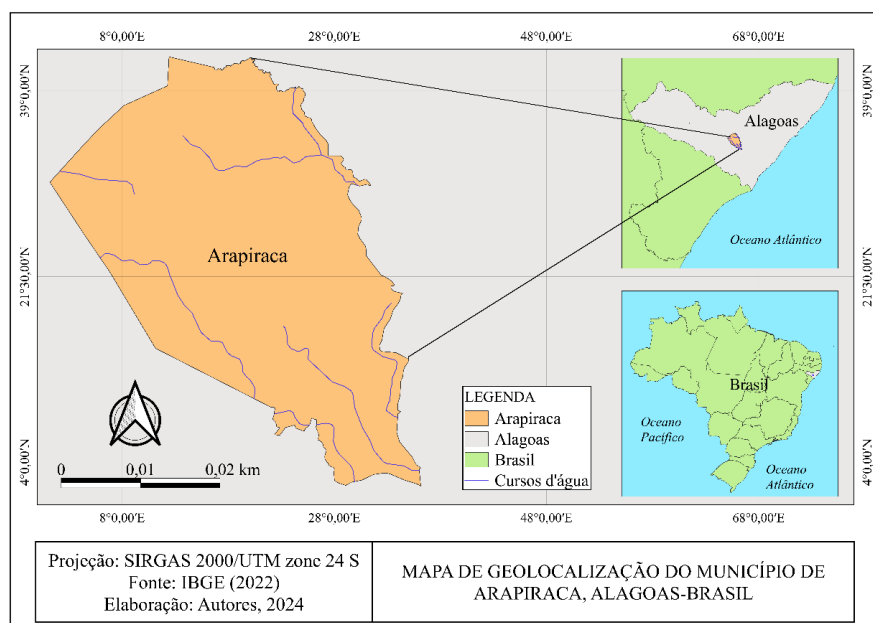 8°0,00'E 28°0,00'E 48°0,00'E 68°0,00'E
39°0,00'N
39°0,00'N
Alagoas
Oceano Atlântico
Arapiraca
21°30,00'N
21°30,00'N
Brasil
Oceano
Pacífico
Oceano
Atlântico
LEGENDA
Arapiraca
Alagoas
Brasil
Cursos d'água
0 0,01 0,02 km
4°0,00'N
4°0,00'N
8°0,00'E 28°0,00'E 48°0,00'E 68°0,00'E
Projeção: SIRGAS 2000/UTM zone 24 S
Fonte: IBGE (2022)
Elaboração: Autores, 2024
MAPA DE GEOLOCALIZAÇÃO DO MUNICÍPIO DE
ARAPIRACA, ALAGOAS-BRASIL